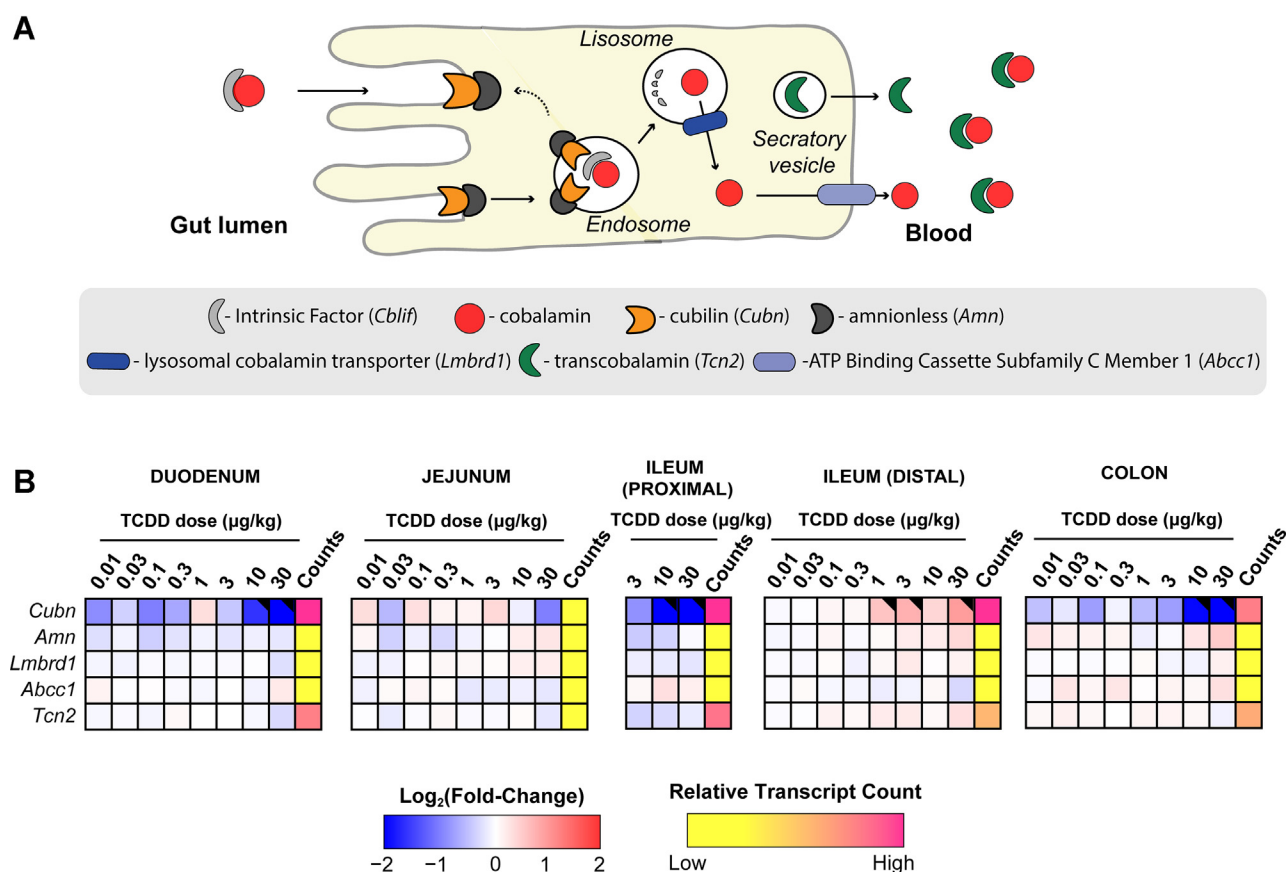 A
Lisosome
Secratory
vesicle
Gut lumen
Endosome
Blood
- Intrinsic Factor (Cblif) - cobalamin - cubilin (Cubn) - amnionless (Amn)
- lysosomal cobalamin transporter (Lmbrd1) - transcobalamin (Tcn2) -ATP Binding Cassette Subfamily C Member 1 (Abcc1)
B
DUODENUM JEJUNUM ILEUM (PROXIMAL) ILEUM (DISTAL) COLON
TCDD dose (µg/kg) TCDD dose (µg/kg) TCDD dose (µg/kg) TCDD dose (µg/kg) TCDD dose (µg/kg)
0.01 0.03 0.1 0.3 1 3 10 30 Counts 0.01 0.03 0.1 0.3 1 3 10 30 Counts 3 10 30 Counts 0.01 0.03 0.1 0.3 1 3 10 30 Counts 0.01 0.03 0.1 0.3 1 3 10 30 Counts
Cubn
Amn
Lmbrd1
Abcc1
Tcn2
Log2(Fold-Change) Relative Transcript Count
−2 −1 0 1 2 Low High